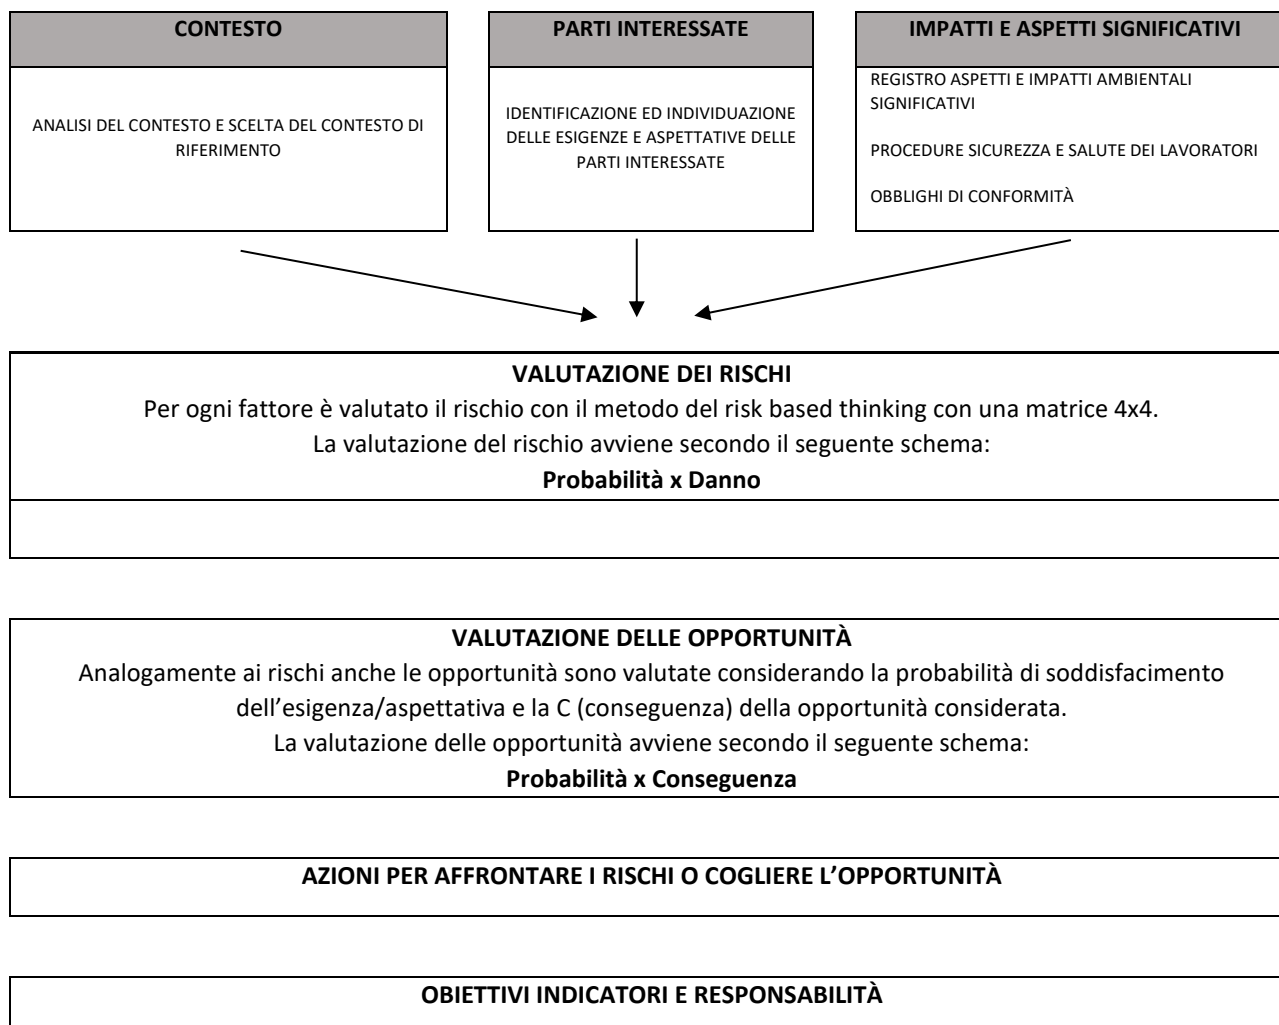 CONTESTO
ANALISI DEL CONTESTO E SCELTA DEL CONTESTO DI
RIFERIMENTO
PARTI INTERESSATE
IDENTIFICAZIONE ED INDIVIDUAZIONE
DELLE ESIGENZE E ASPETTATIVE DELLE
PARTI INTERESSATE
IMPATTI E ASPETTI SIGNIFICATIVI
REGISTRO ASPETTI E IMPATTI AMBIENTALI
SIGNIFICATIVI
PROCEDURE SICUREZZA E SALUTE DEI LAVORATORI
OBBLIGHI DI CONFORMITÀ
VALUTAZIONE DEI RISCHI
Per ogni fattore è valutato il rischio con il metodo del risk based thinking con una matrice 4x4.
La valutazione del rischio avviene secondo il seguente schema:
Probabilità x Danno
VALUTAZIONE DELLE OPPORTUNITÀ
Analogamente ai rischi anche le opportunità sono valutate considerando la probabilità di soddisfacimento
dell’esigenza/aspettativa e la C (conseguenza) della opportunità considerata.
La valutazione delle opportunità avviene secondo il seguente schema:
Probabilità x Conseguenza
AZIONI PER AFFRONTARE I RISCHI O COGLIERE L’OPPORTUNITÀ
OBIETTIVI INDICATORI E RESPONSABILITÀ